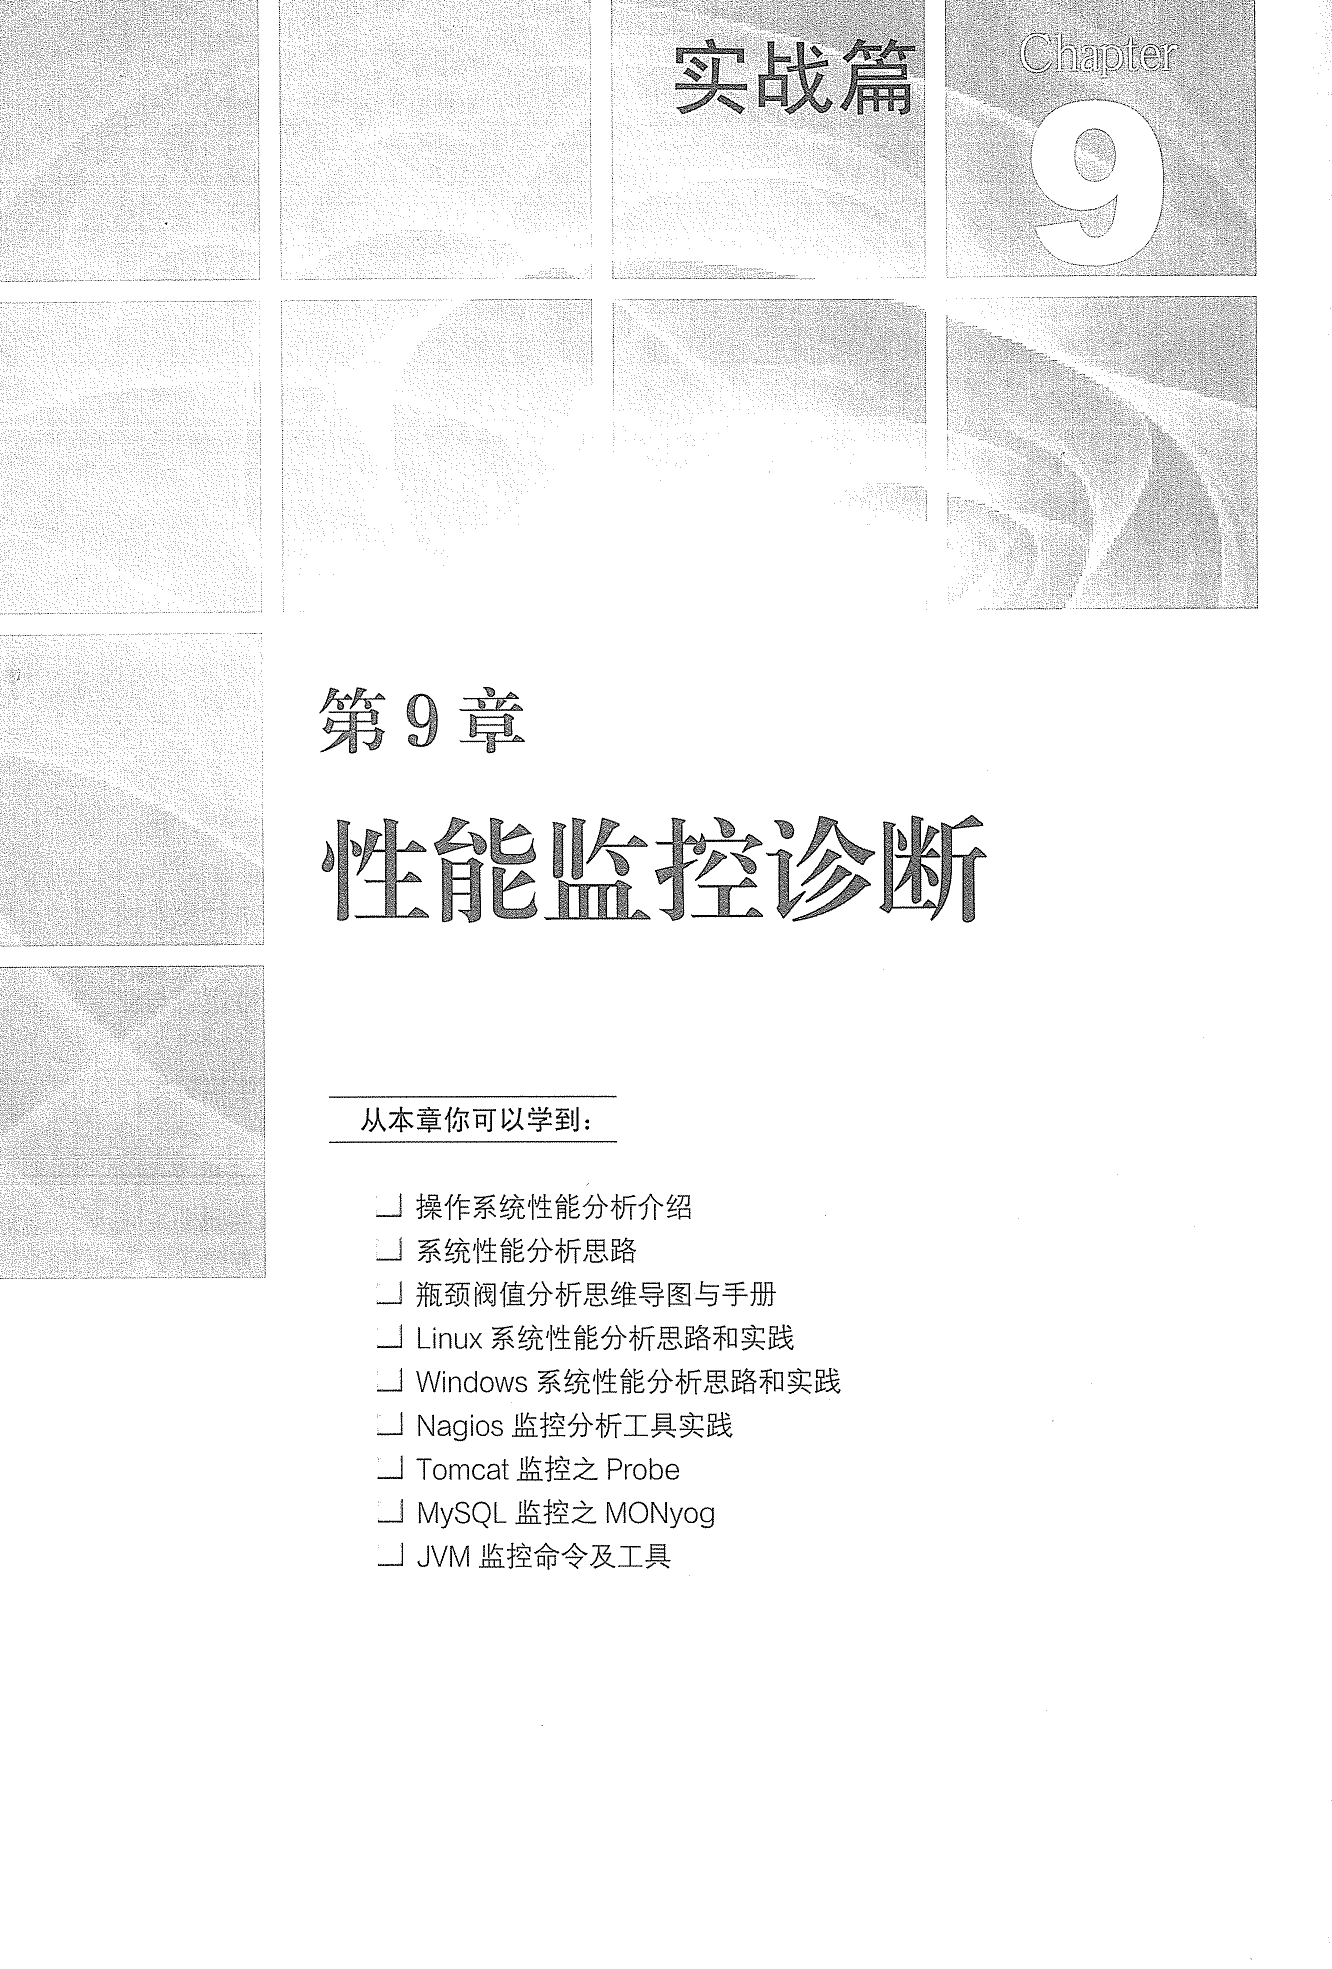 实战篇
Chapter
9
第9章
性能监控诊断
从本章你可以学到：
操作系统性能分析介绍
系统性能分析思路
瓶颈阀值分析思维导图与手册
Linux 系统性能分析思路和实践
Windows 系统性能分析思路和实践
Nagios 监控分析工具实践
Tomcat 监控之 Probe
MySQL 监控之 MONyog
JVM 监控命令及工具